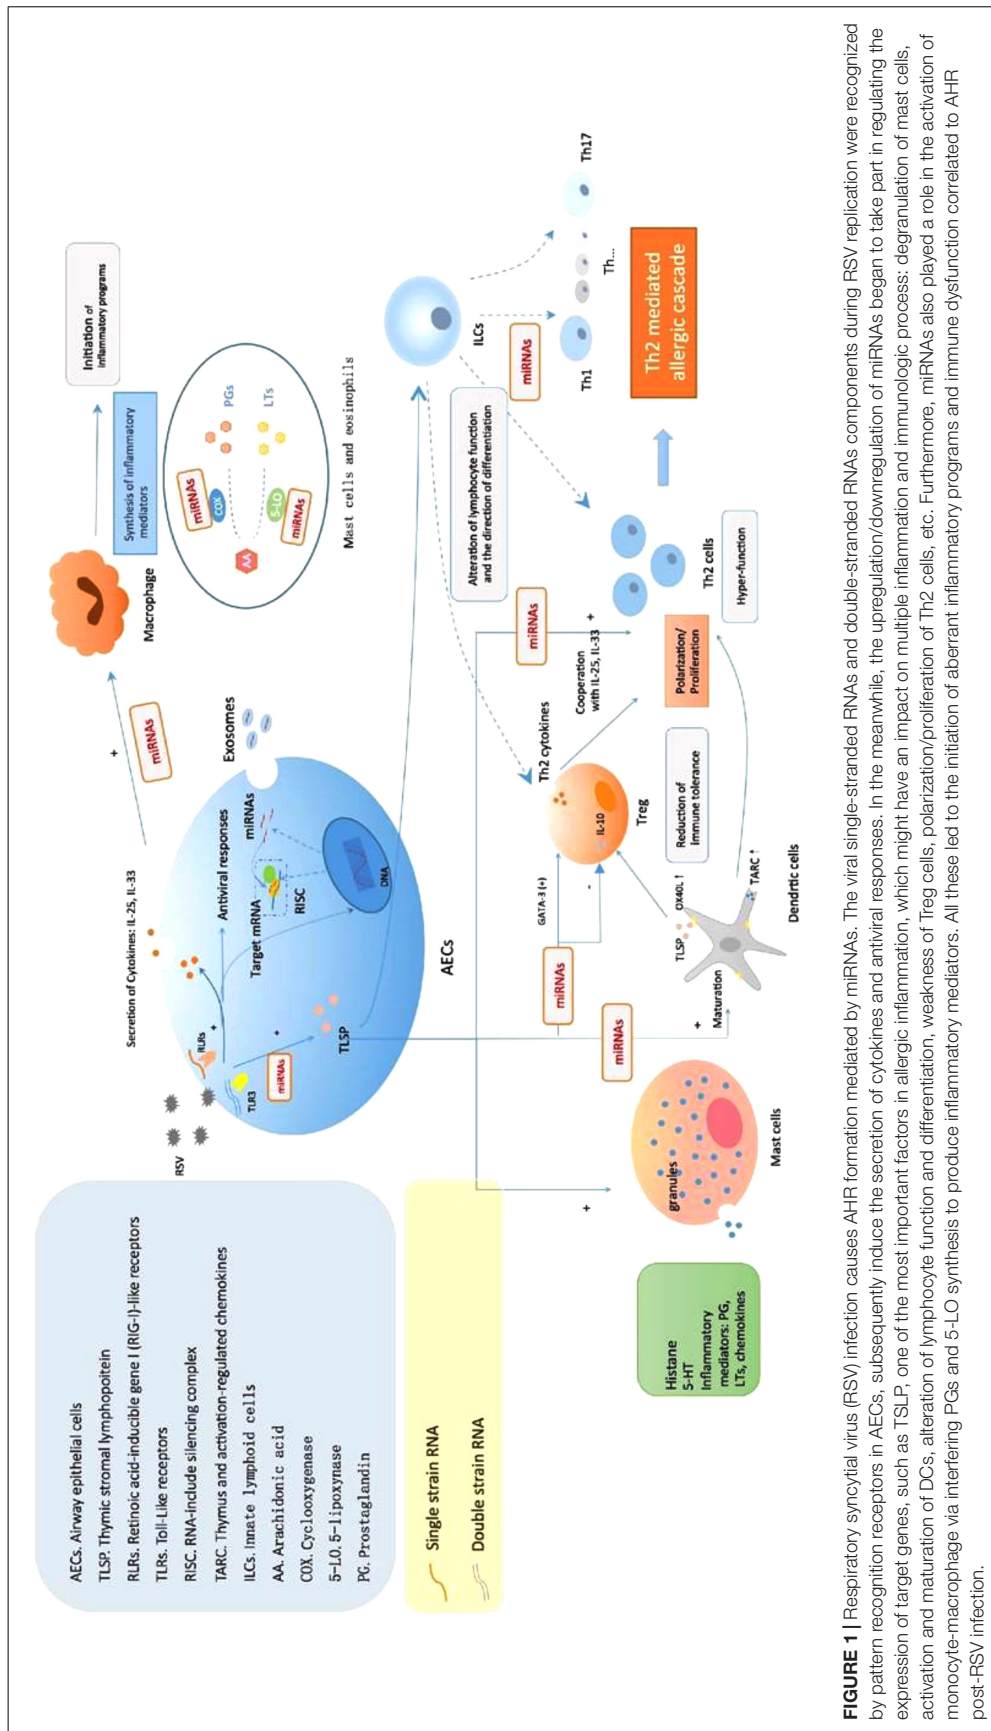 AECs. Airway epithelial cells
TLSP. Thymic stromal lymphopoitein
RLRs. Retinoic acid-inducible gene I (RIG-I)-like receptors
TLRs. Toll-Like receptors
RISC. RNA-Include silencing complex
TARC. Thymus and activation-regulated chemokines
ILCs. Innate lymphoid cells
AA. Arachidonic acid
COX. Cyclooxygenase
5-LO. 5-lipoxynase
PG. Prostaglandin
Single strain RNA
Double strain RNA
Histane
5-HT
Inflammatory
mediators: PG,
LTs, chemokines
RSV
RLRs
TLR3
+
+
miRNAs
TLSP
Secretion of Cytokines: IL-25, IL-33
Antiviral responses
Target mRNA
RISC
miRNAs
DNA
Exosomes
AECs
+
miRNAs
Macrophage
Synthesis of inflammatory
mediators
Initiation of
inflammatory programs
miRNAs
COX
PGs
AA
5-LO
miRNAs
LTs
Mast cells and eosinophils
+
granules
Mast cells
miRNAs
+
Maturation
miRNAs
GATA-3 (+)
-
IL-10
Treg
Th2 cytokines
TLSP
OX40L ↑
TARC ↑
Dendrtic cells
Reduction of
immune tolerance
Cooperation
with IL-25, IL-33
miRNAs
+
Polarization/
Proliferation
Th2 cells
Hyper-function
Alteration of lymphocyte function
and the direction of differentiation
ILCs
miRNAs
Th1
Th...
Th17
Th2 mediated
allergic cascade
FIGURE 1 | Respiratory syncytial virus (RSV) infection causes AHR formation mediated by miRNAs. The viral single-stranded RNAs and double-stranded RNAs components during RSV replication were recognized
by pattern recognition receptors in AECs, subsequently induce the secretion of cytokines and antiviral responses. In the meanwhile, the upregulation/downregulation of miRNAs began to take part in regulating the
expression of target genes, such as TSLP, one of the most important factors in allergic inflammation, which might have an impact on multiple inflammation and immunologic process: degranulation of mast cells,
activation and maturation of DCs, alteration of lymphocyte function and differentiation, weakness of Treg cells, polarization/proliferation of Th2 cells, etc. Furthermore, miRNAs also played a role in the activation of
monocyte-macrophage via interfering PGs and 5-LO synthesis to produce inflammatory mediators. All these led to the initiation of aberrant inflammatory programs and immune dysfunction correlated to AHR
post-RSV infection.